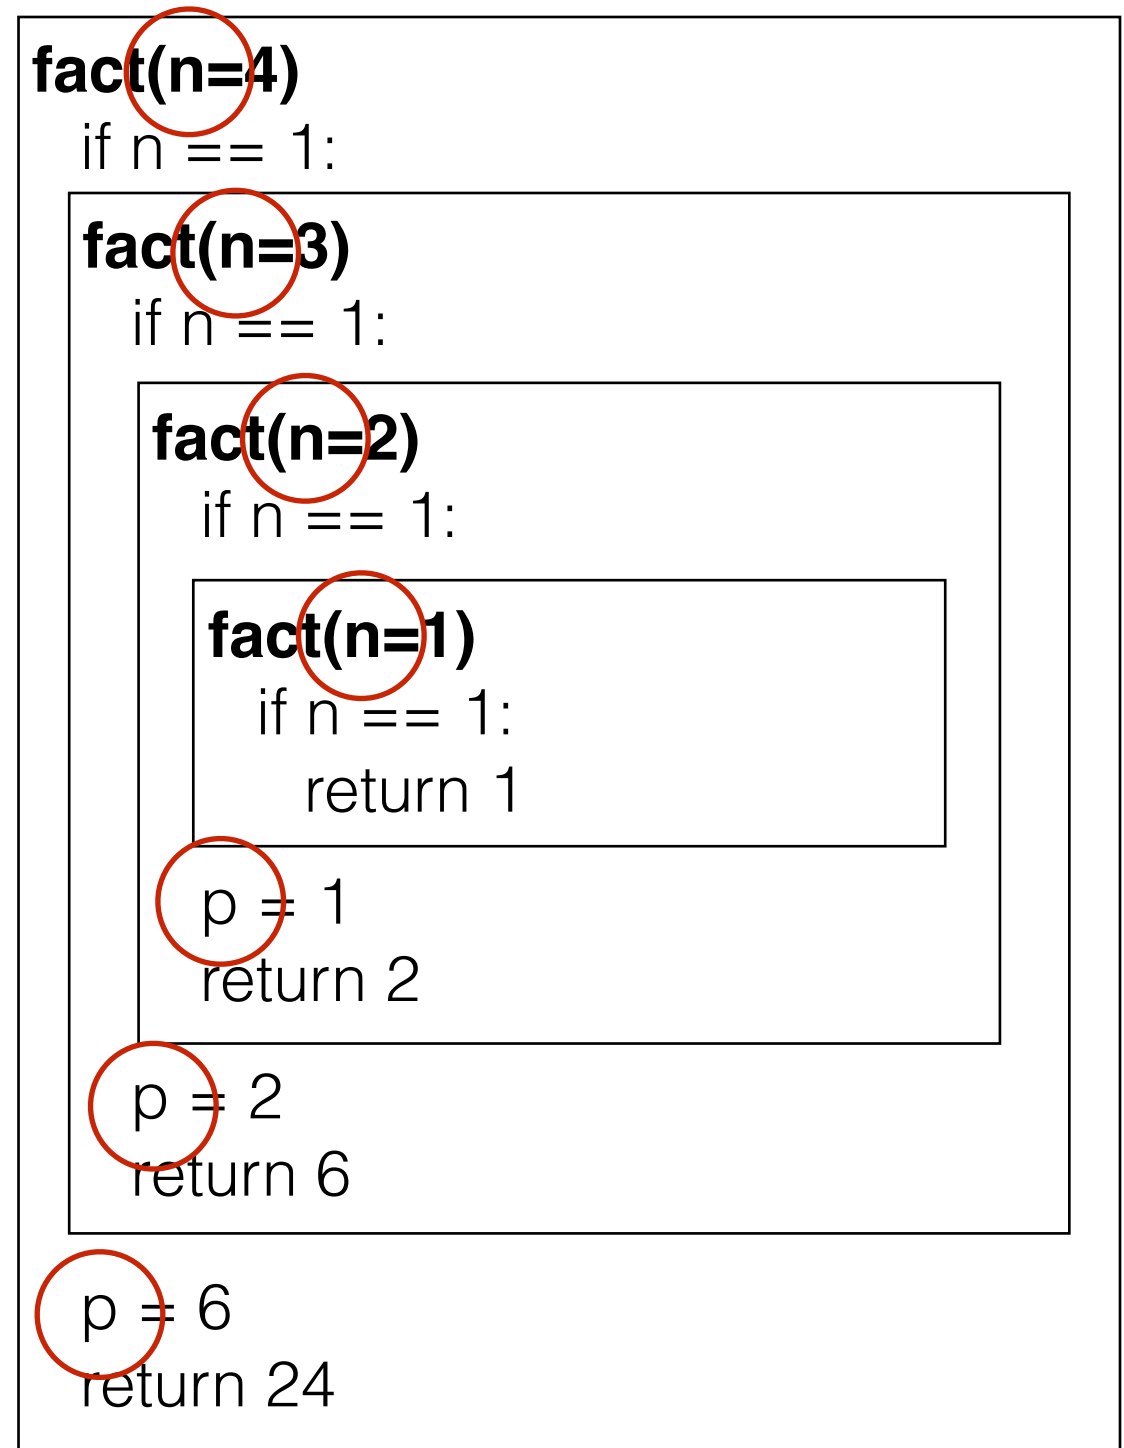 fact(n=4)
if n == 1:
fact(n=3)
if n == 1:
fact(n=2)
if n == 1:
fact(n=1)
if n == 1:
return 1
p = 1
return 2
p = 2
return 6
p = 6
return 24